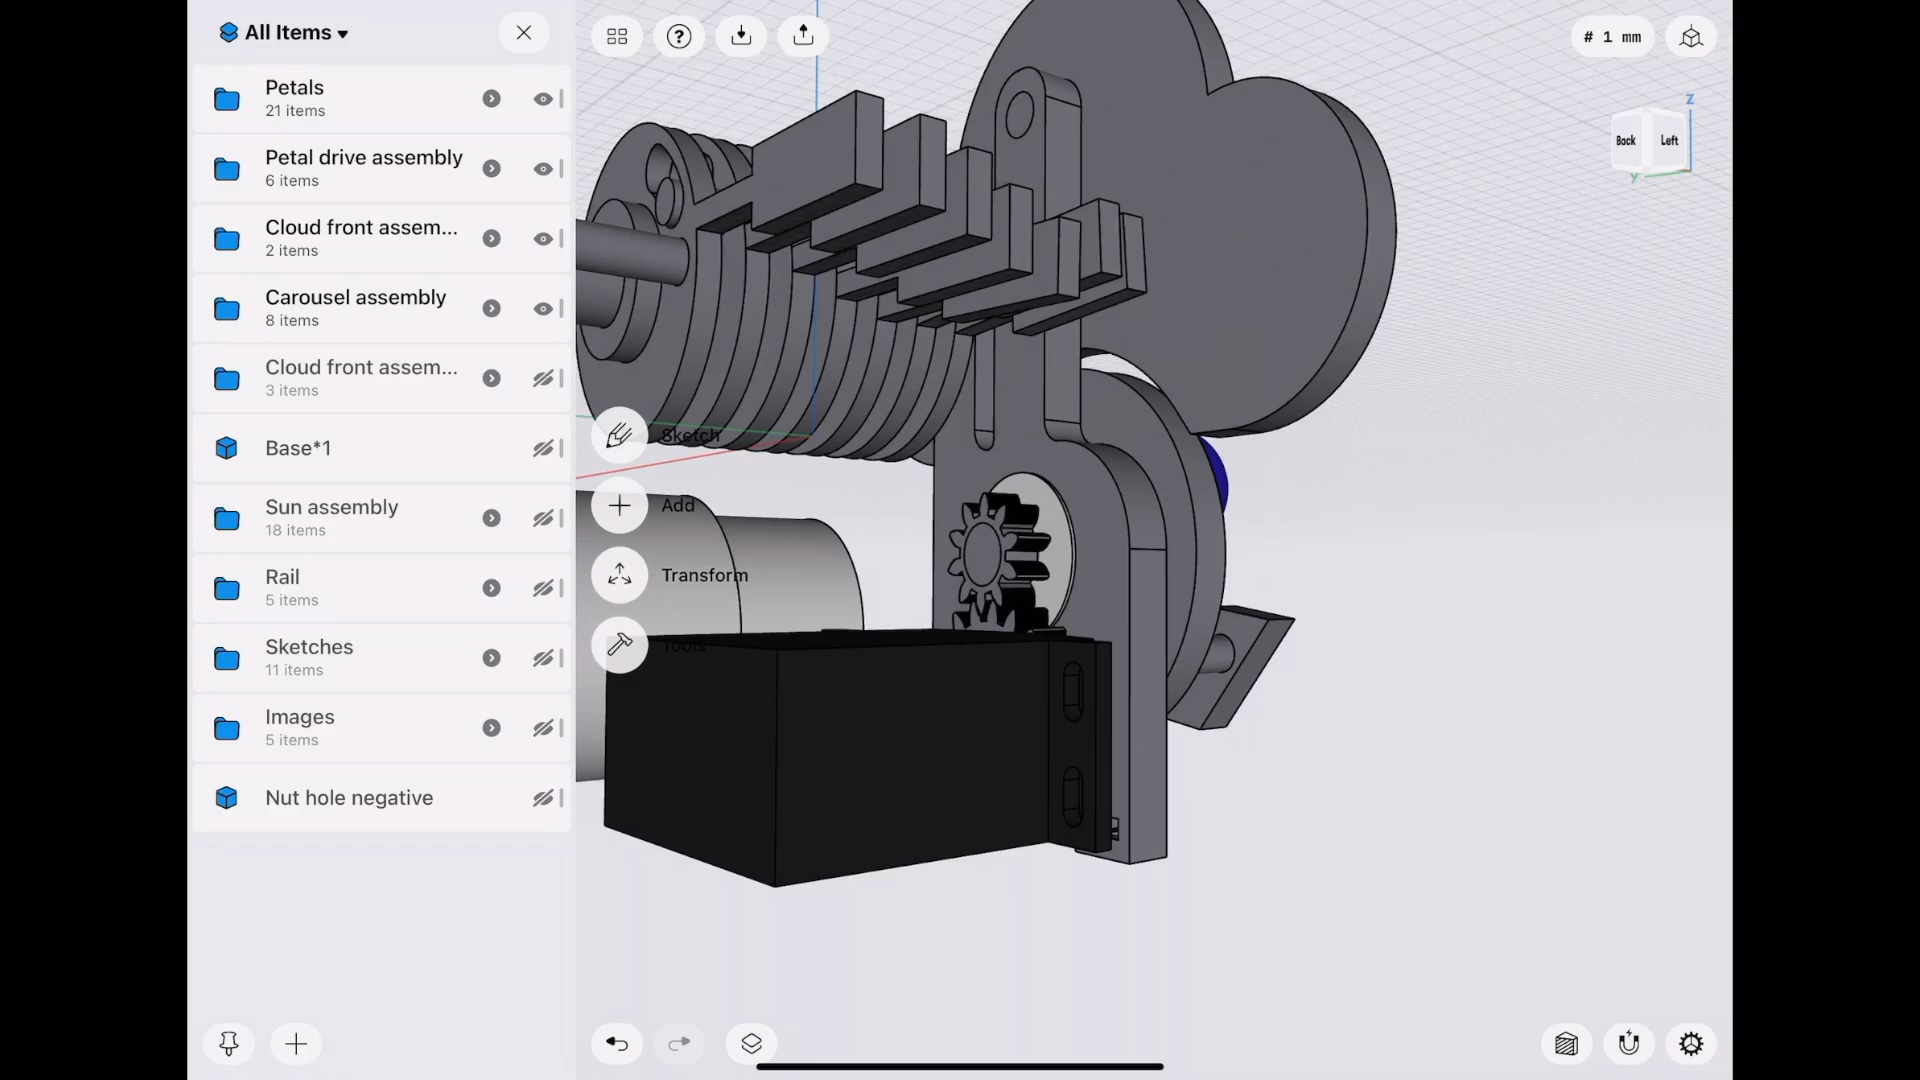 All Items ▾
Petals
21 items
Petal drive assembly
6 items
Cloud front assem...
2 items
Carousel assembly
8 items
Cloud front assem...
3 items
Base*1
Sun assembly
18 items
Rail
5 items
Sketches
11 items
Images
5 items
Nut hole negative
?
# 1 mm
Z
Back
Left
Y
Sketch
Add
Transform
Tools